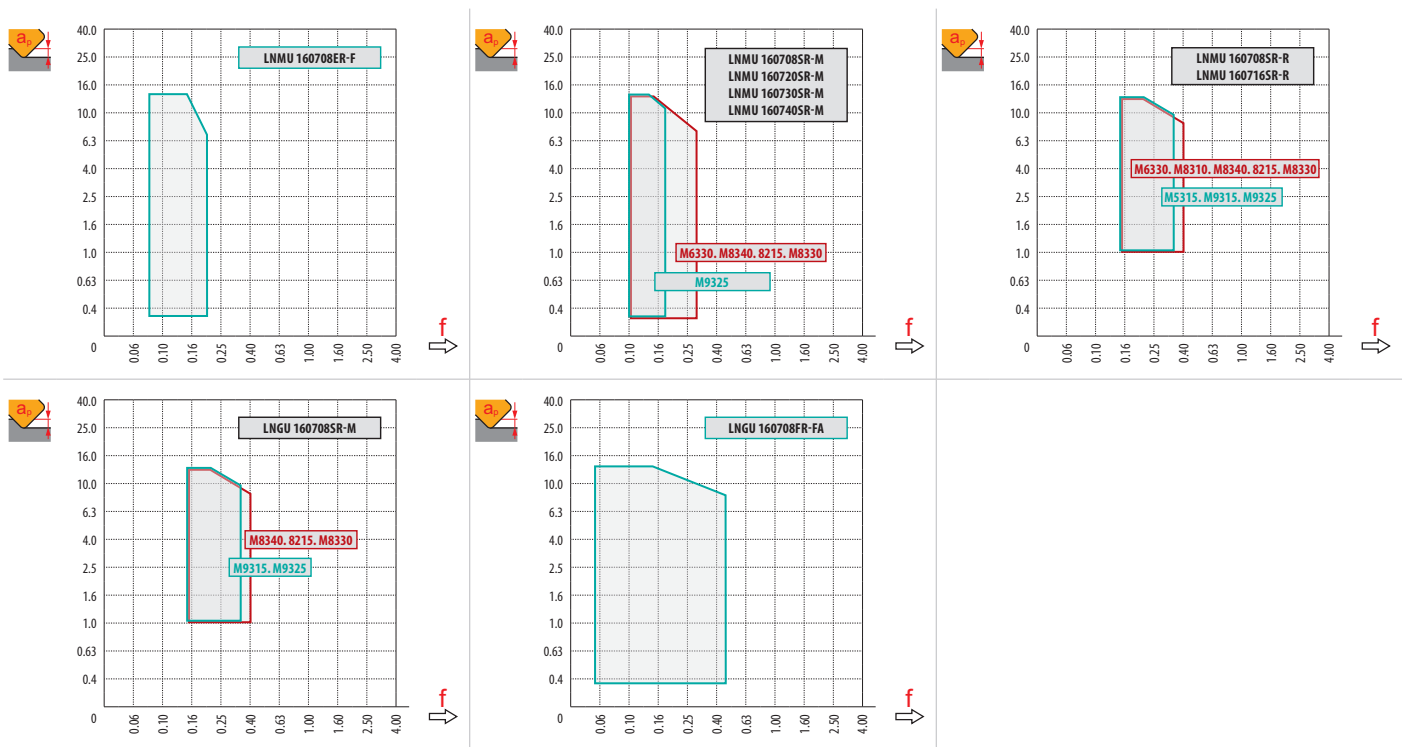 aₚ
40.0
25.0
16.0
10.0
6.3
4.0
2.5
1.6
1.0
0.63
0.4
0
LNMU 160708ER-F
0.06 0.10 0.16 0.25 0.40 0.63 1.00 1.60 2.50 4.00
f
aₚ
40.0
25.0
16.0
10.0
6.3
4.0
2.5
1.6
1.0
0.63
0.4
0
LNMU 160708SR-M
LNMU 160720SR-M
LNMU 160730SR-M
LNMU 160740SR-M
M6330. M8340. 8215. M8330
M9325
0.06 0.10 0.16 0.25 0.40 0.63 1.00 1.60 2.50 4.00
f
aₚ
40.0
25.0
16.0
10.0
6.3
4.0
2.5
1.6
1.0
0.63
0.4
0
LNMU 160708SR-R
LNMU 160716SR-R
M6330. M8310. M8340. 8215. M8330
M5315. M9315. M9325
0.06 0.10 0.16 0.25 0.40 0.63 1.00 1.60 2.50 4.00
f
aₚ
40.0
25.0
16.0
10.0
6.3
4.0
2.5
1.6
1.0
0.63
0.4
0
LNGU 160708SR-M
M8340. 8215. M8330
M9315. M9325
0.06 0.10 0.16 0.25 0.40 0.63 1.00 1.60 2.50 4.00
f
aₚ
40.0
25.0
16.0
10.0
6.3
4.0
2.5
1.6
1.0
0.63
0.4
0
LNGU 160708FR-FA
0.06 0.10 0.16 0.25 0.40 0.63 1.00 1.60 2.50 4.00
f